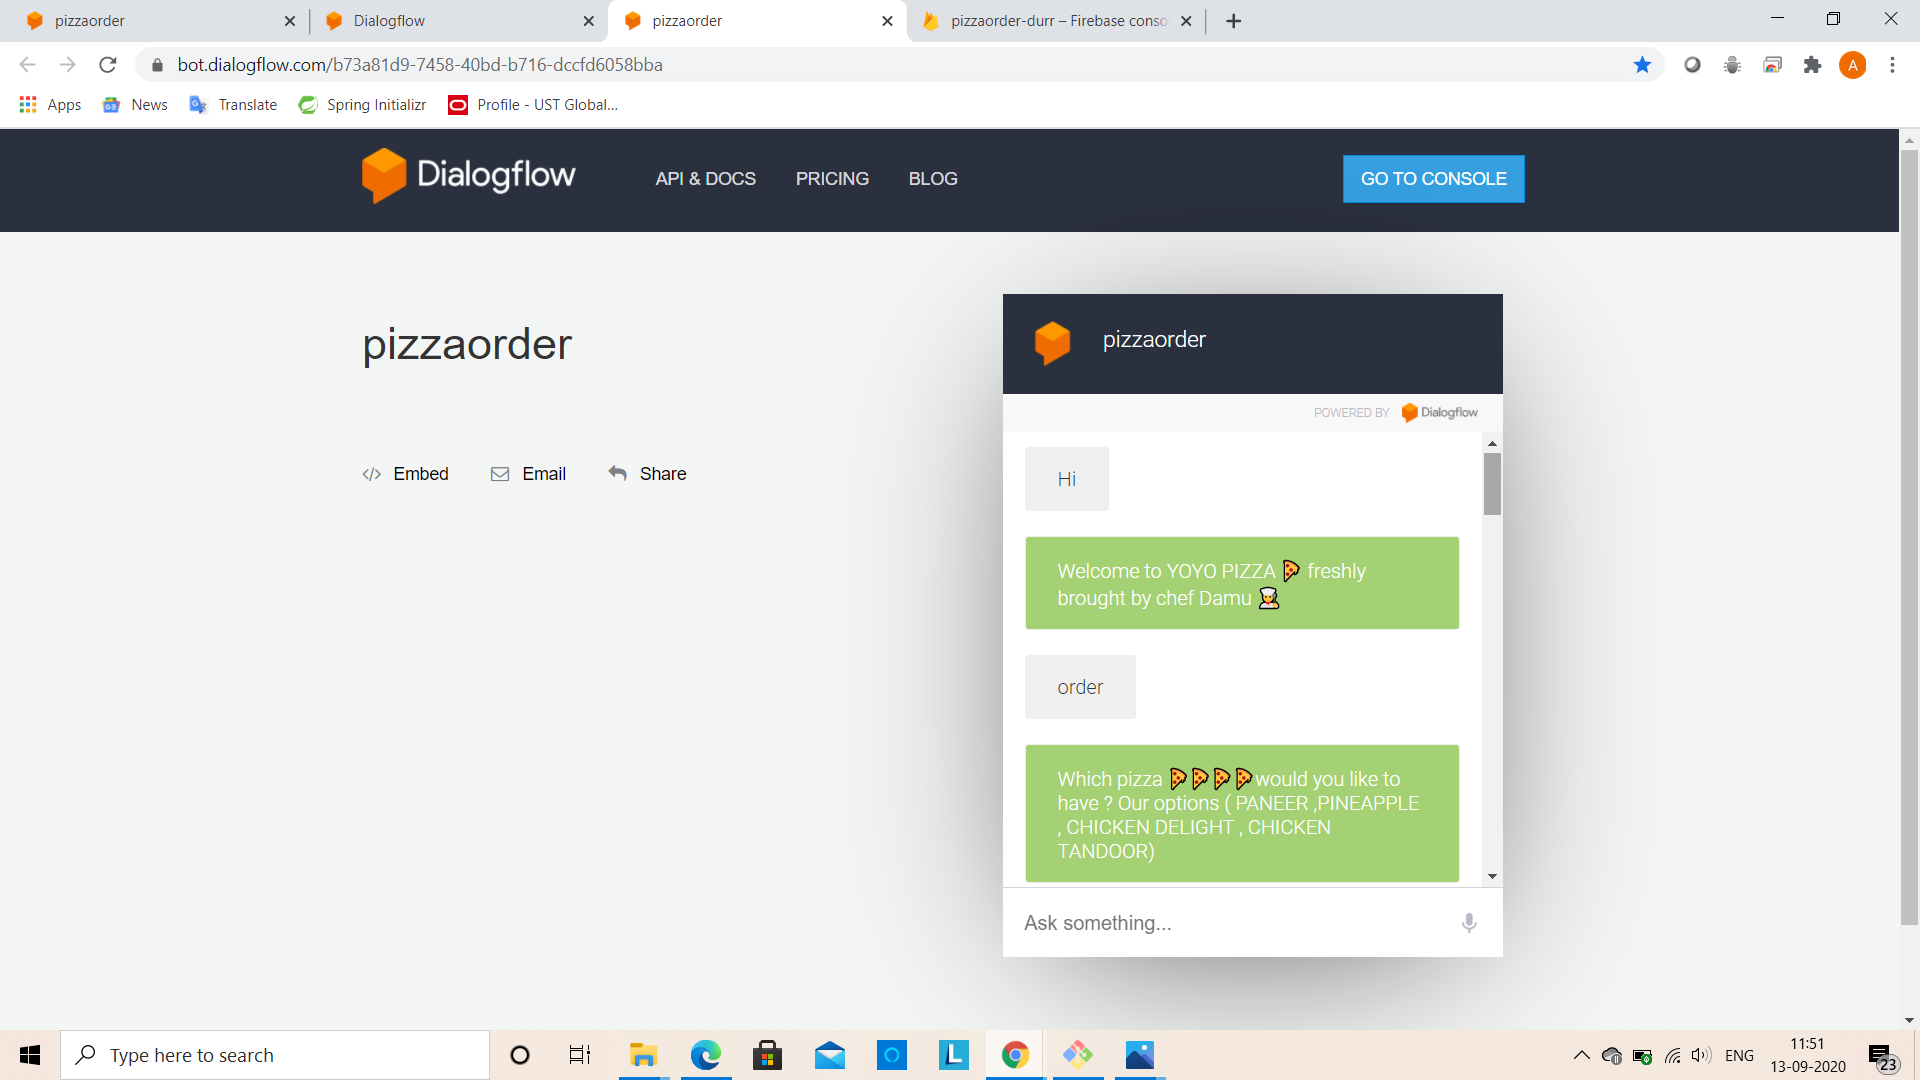 pizzaorder
Dialogflow
pizzaorder
pizzaorder-durr – Firebase conso
bot.dialogflow.com/b73a81d9-7458-40bd-b716-dccfd6058bba
A
Apps
News
Translate
Spring Initializr
Profile - UST Global...
Dialogflow
API & DOCS
PRICING
BLOG
GO TO CONSOLE
pizzaorder
Embed
Email
Share
pizzaorder
POWERED BY Dialogflow
Hi
Welcome to YOYO PIZZA 🍕 freshly
brought by chef Damu 👨‍🍳
order
Which pizza 🍕🍕🍕🍕would you like to
have ? Our options ( PANEER ,PINEAPPLE
, CHICKEN DELIGHT , CHICKEN
TANDOOR)
Ask something...
Type here to search
L
ENG
11:51
13-09-2020
23